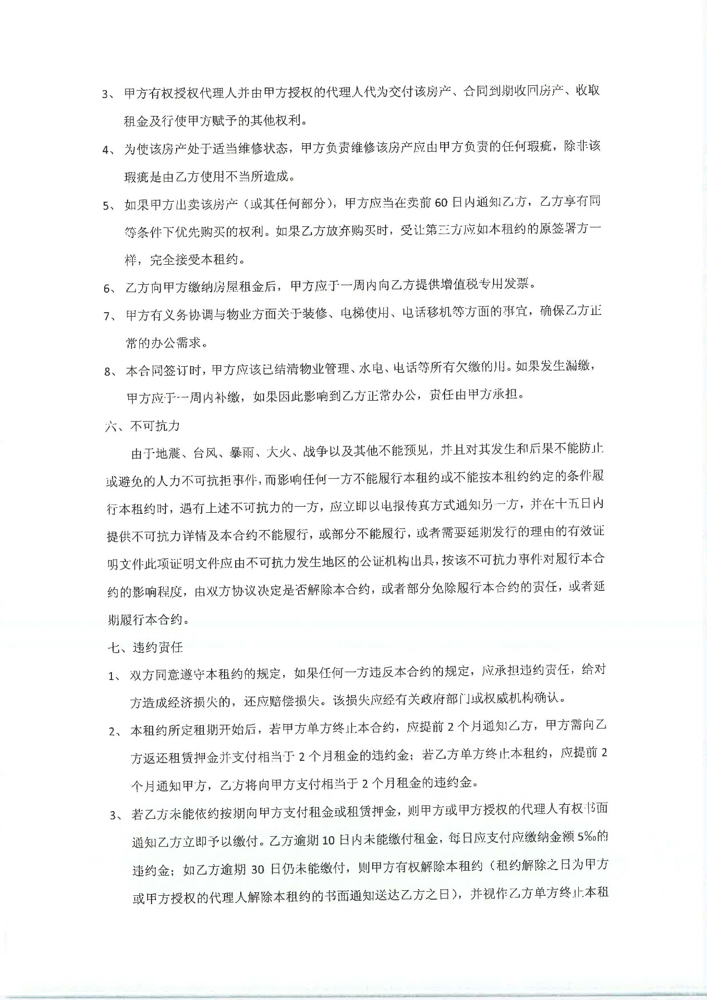 3、 甲方有权授权代理人并由甲方授权的代理人代为交付该房产、合同到期收回房产、收取
租金及行使甲方赋予的其他权利。
4、 为使该房产处于适当维修状态，甲方负责维修该房产应由甲方负责的任何瑕疵，除非该
瑕疵是由乙方使用不当所造成。
5、 如果甲方出卖该房产（或其任何部分），甲方应当在卖前 60 日内通知乙方，乙方享有同
等条件下优先购买的权利。如果乙方放弃购买时，受让第三方应如本租约的原签署方一
样，完全接受本租约。
6、 乙方向甲方缴纳房屋租金后，甲方应于一周内向乙方提供增值税专用发票。
7、 甲方有义务协调与物业方面关于装修、电梯使用、电话移机等方面的事宜，确保乙方正
常的办公需求。
8、 本合同签订时，甲方应该已结清物业管理、水电、电话等所有欠缴的用。如果发生漏缴，
甲方应于一周内补缴，如果因此影响到乙方正常办公，责任由甲方承担。
六、不可抗力
由于地震、台风、暴雨、大火、战争以及其他不能预见，并且对其发生和后果不能防止
或避免的人力不可抗拒事件，而影响任何一方不能履行本租约或不能按本租约约定的条件履
行本租约时，遇有上述不可抗力的一方，应立即以电报传真方式通知另一方，并在十五日内
提供不可抗力详情及本合约不能履行，或部分不能履行，或者需要延期发行的理由的有效证
明文件此项证明文件应由不可抗力发生地区的公证机构出具，按该不可抗力事件对履行本合
约的影响程度，由双方协议决定是否解除本合约，或者部分免除履行本合约的责任，或者延
期履行本合约。
七、违约责任
1、 双方同意遵守本租约的规定，如果任何一方违反本合约的规定，应承担违约责任，给对
方造成经济损失的，还应赔偿损失。该损失应经有关政府部门或权威机构确认。
2、 本租约所定租期开始后，若甲方单方终止本合约，应提前 2 个月通知乙方，甲方需向乙
方返还租赁押金并支付相当于 2 个月租金的违约金；若乙方单方终止本租约，应提前 2
个月通知甲方，乙方将向甲方支付相当于 2 个月租金的违约金。
3、 若乙方未能依约按期向甲方支付租金或租赁押金，则甲方或甲方授权的代理人有权书面
通知乙方立即予以缴付。乙方逾期 10 日内未能缴付租金，每日应支付应缴纳金额 5‰的
违约金；如乙方逾期 30 日仍未能缴付，则甲方有权解除本租约（租约解除之日为甲方
或甲方授权的代理人解除本租约的书面通知送达乙方之日），并视作乙方单方终止本租